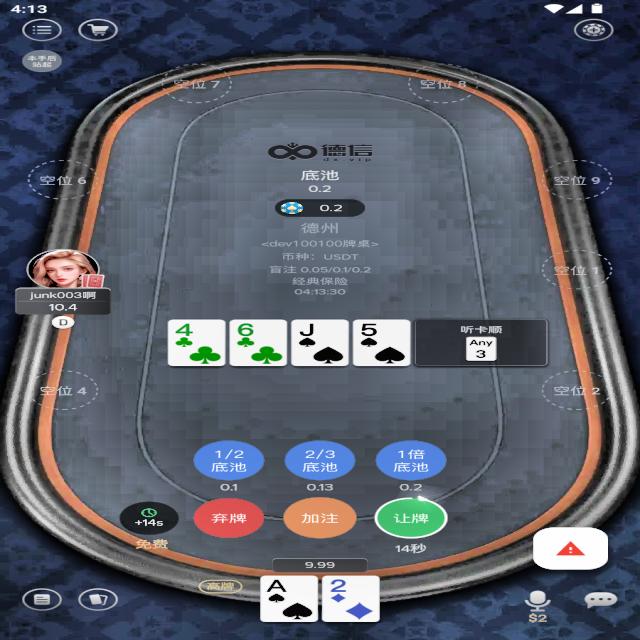 4:13
本手后
站起
空位 7
空位 8
德信
dx.vip
底池
0.2
0.2
空位 6
空位 9
德州
<dev100100牌桌>
币种: USDT
盲注 0.05/0.1/0.2
经典保险
04:13:30
空位 1
junk003啊
10.4
D
4
6
J
5
听卡顺
Any
3
空位 4
空位 2
1/2
底池
2/3
底池
1倍
底池
0.1
0.13
0.2
+14s
弃牌
加注
让牌
免费
14秒
9.99
高牌
A
2
$2